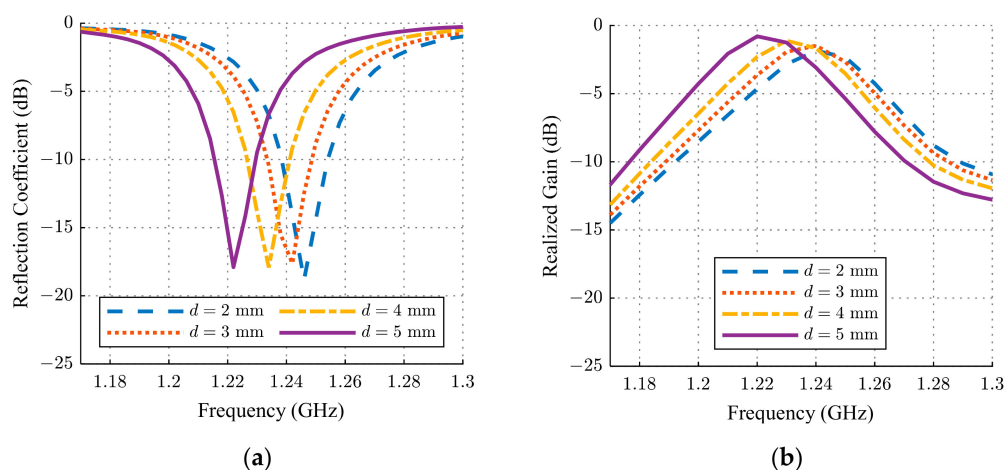 0
−5
−10
−15
−20
−25
Reflection Coefficient (dB)
d = 2 mm
d = 4 mm
d = 3 mm
d = 5 mm
1.18
1.2
1.22
1.24
1.26
1.28
1.3
Frequency (GHz)
(a)
0
−5
−10
−15
−20
−25
Realized Gain (dB)
d = 2 mm
d = 3 mm
d = 4 mm
d = 5 mm
1.18
1.2
1.22
1.24
1.26
1.28
1.3
Frequency (GHz)
(b)